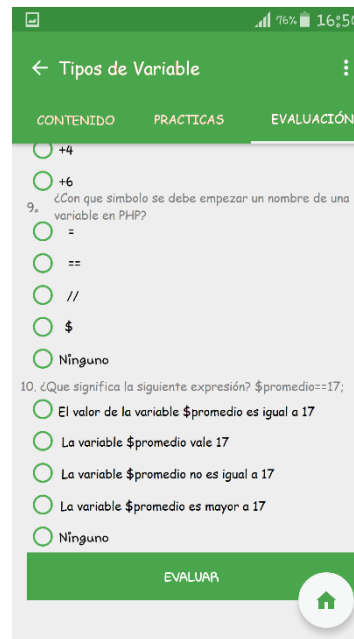 76% 16:50
Tipos de Variable
CONTENIDO PRACTICAS EVALUACIÓN
+4
+6
9. ¿Con que simbolo se debe empezar un nombre de una
variable en PHP?
=
==
//
$
Ninguno
10. ¿Que significa la siguiente expresión? $promedio==17;
El valor de la variable $promedio es igual a 17
La variable $promedio vale 17
La variable $promedio no es igual a 17
La variable $promedio es mayor a 17
Ninguno
EVALUAR